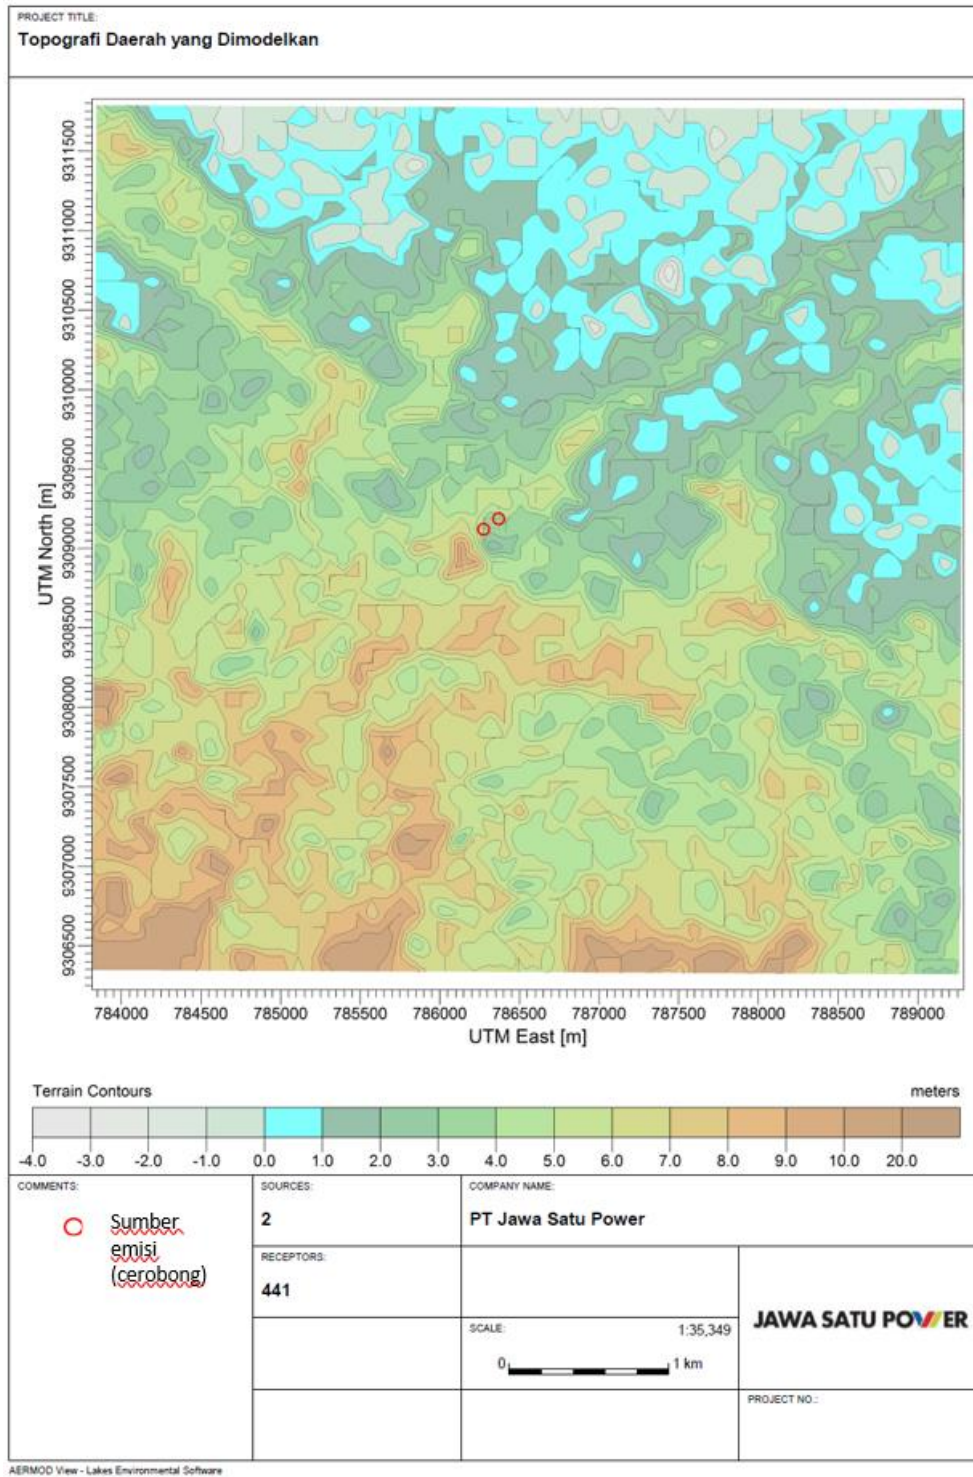 PROJECT TITLE:
Topografi Daerah yang Dimodelkan
UTM North [m]
9311500
9311000
9310500
9310000
9309500
9309000
9308500
9308000
9307500
9307000
9306500
784000 784500 785000 785500 786000 786500 787000 787500 788000 788500 789000
UTM East [m]
Terrain Contours meters
-4.0 -3.0 -2.0 -1.0 0.0 1.0 2.0 3.0 4.0 5.0 6.0 7.0 8.0 9.0 10.0 20.0
COMMENTS:
Sumber
emisi
(cerobong)
SOURCES:
2
RECEPTORS:
441
COMPANY NAME:
PT Jawa Satu Power
SCALE: 1:35,349
0 1 km
JAWA SATU POWER
PROJECT NO.:
AERMOD View - Lakes Environmental Software